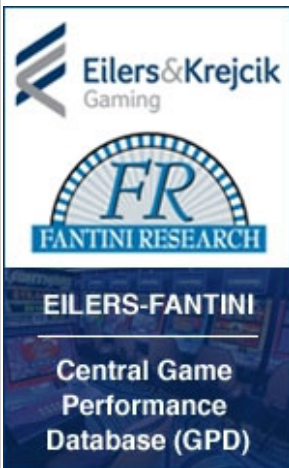 Eilers&Krejcik
Gaming
FR
FANTINI RESEARCH
EILERS-FANTINI
Central Game
Performance
Database (GPD)